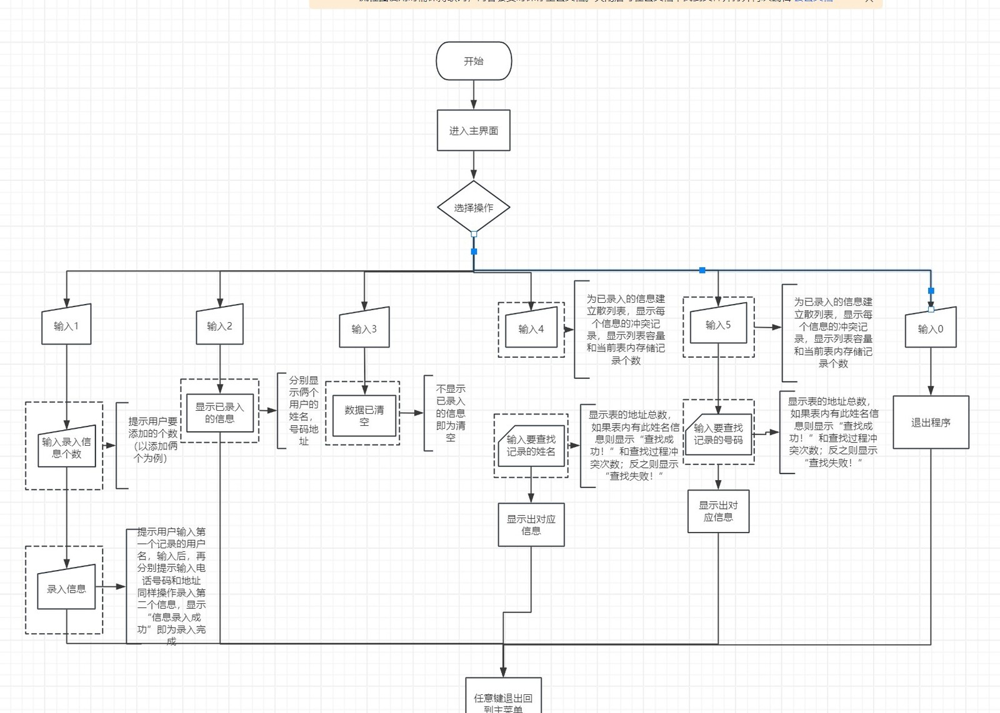 开始
进入主界面
选择操作
输入1
输入2
输入3
输入4
为已录入的信息建
立散列表，显示每
个信息的冲突记
录，显示列表容量
和当前表内存储记
录个数
输入5
为已录入的信息建
立散列表，显示每
个信息的冲突记
录，显示列表容量
和当前表内存储记
录个数
输入0
输入录入信
息个数
提示用户要
添加的个数
（以添加俩
个为例）
显示已录入
的信息
分别显
示俩个
用户的
姓名，
号码地
址
数据已清
空
不显示
已录入
的信息
即为清
空
输入要查找
记录的姓名
显示表的地址总数，
如果表内有此姓名信
息则显示“查找成
功！“和查找过程冲
突次数；反之则显示
“查找失败！“
输入要查找
记录的号码
显示表的地址总数，
如果表内有此姓名信
息则显示“查找成
功！“和查找过程冲
突次数；反之则显示
“查找失败！“
退出程序
显示出对应
信息
显示出对
应信息
录入信息
提示用户输入第
一个记录的用户
名，输入后，再
分别提示输入电
话号码和地址
同样操作录入第
二个信息，显示
“信息录入成
功”即为录入完
成
任意键退出回
到主菜单